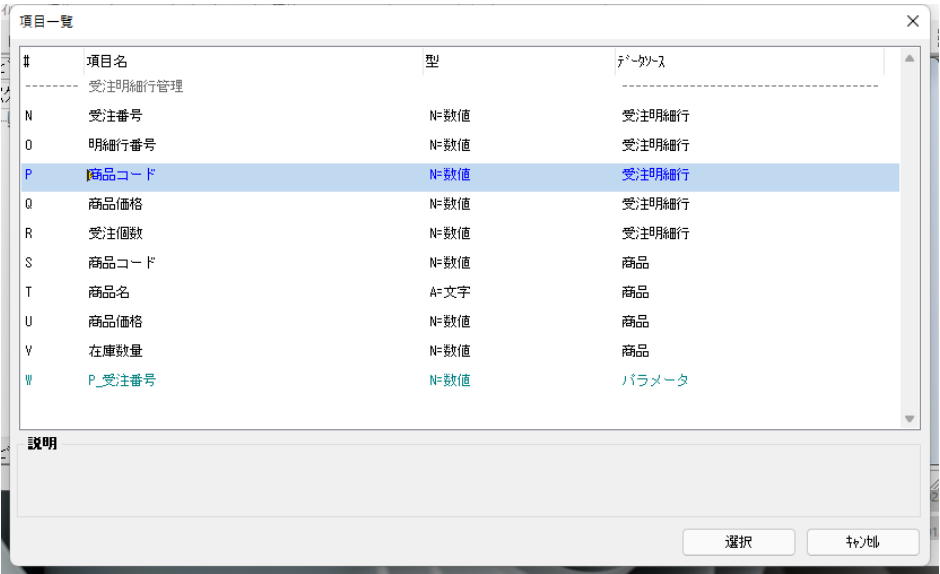 項目一覧
# 項目名 型 ﾃﾞｰﾀｿｰｽ
-------- 受注明細行管理 --------------------------------------
N 受注番号 N=数値 受注明細行
O 明細行番号 N=数値 受注明細行
P 商品コード N=数値 受注明細行
Q 商品価格 N=数値 受注明細行
R 受注個数 N=数値 受注明細行
S 商品コード N=数値 商品
T 商品名 A=文字 商品
U 商品価格 N=数値 商品
V 在庫数量 N=数値 商品
W P_受注番号 N=数値 パラメータ
説明
選択 ｷｬﾝｾﾙ